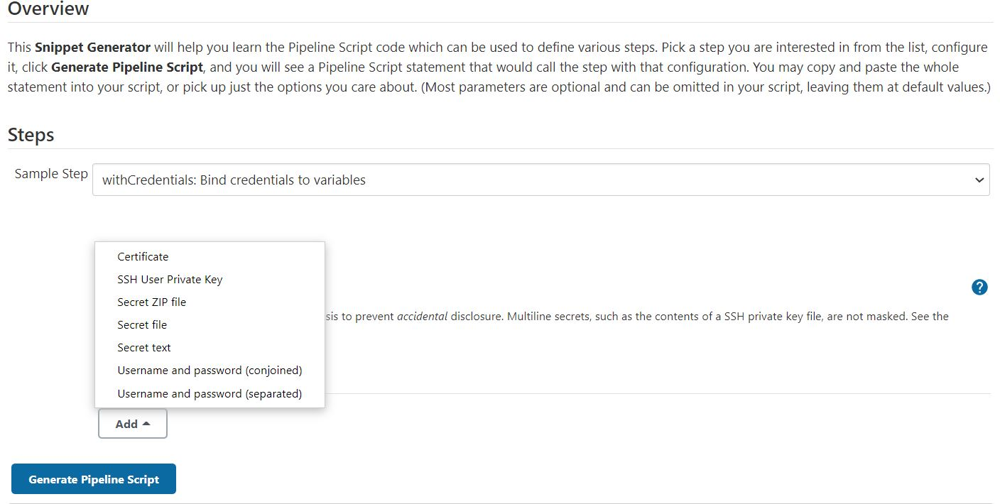 Overview
This Snippet Generator will help you learn the Pipeline Script code which can be used to define various steps. Pick a step you are interested in from the list, configure
it, click Generate Pipeline Script, and you will see a Pipeline Script statement that would call the step with that configuration. You may copy and paste the whole
statement into your script, or pick up just the options you care about. (Most parameters are optional and can be omitted in your script, leaving them at default values.)
Steps
Sample Step
withCredentials: Bind credentials to variables
Certificate
SSH User Private Key
Secret ZIP file
?
Secret file
sis to prevent accidental disclosure. Multiline secrets, such as the contents of a SSH private key file, are not masked. See the
Secret text
Username and password (conjoined)
Username and password (separated)
Add
Generate Pipeline Script